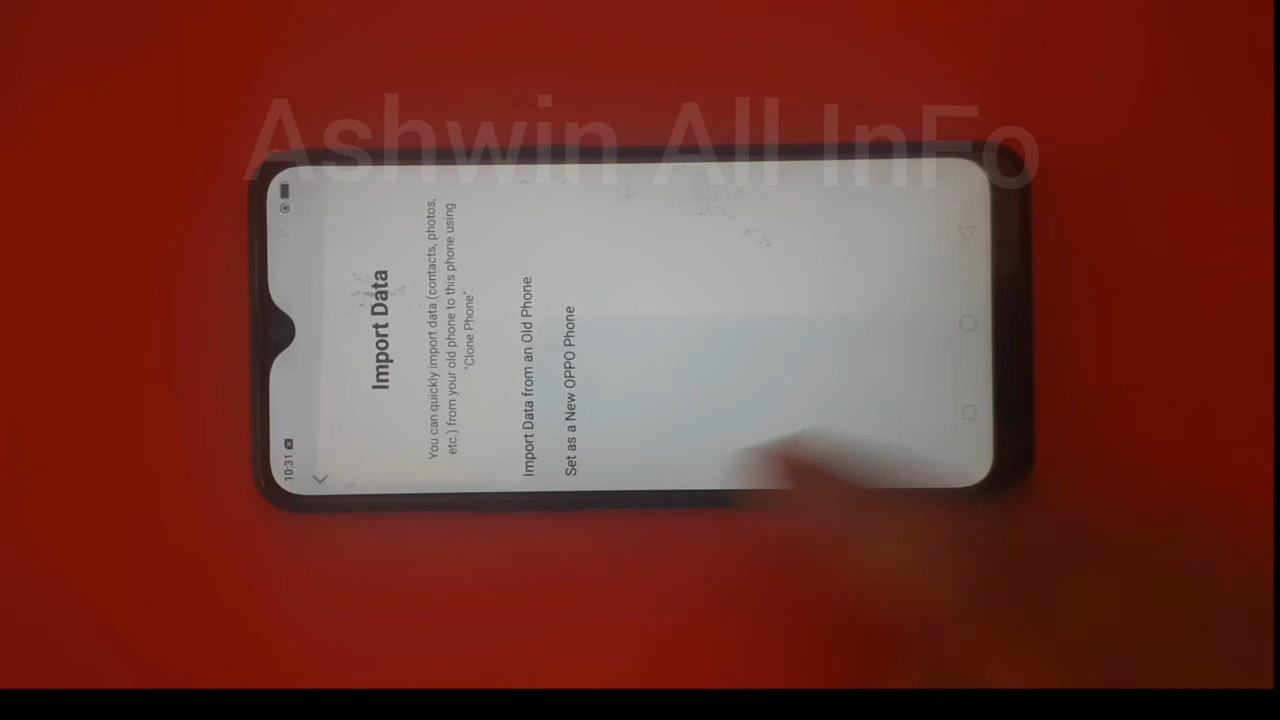 Ashwin All InFo
10:31
Import Data
You can quickly import data (contacts, photos,
etc.) from your old phone to this phone using
"Clone Phone".
Import Data from an Old Phone
Set as a New OPPO Phone